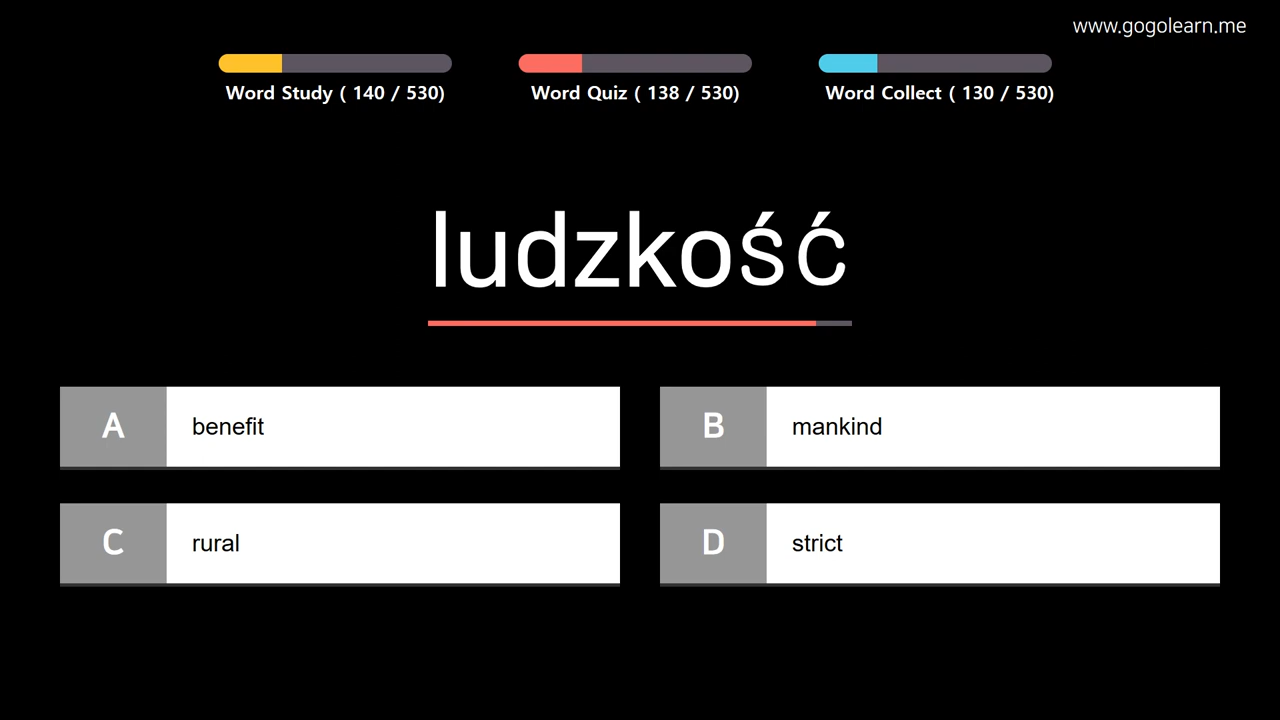 www.gogolearn.me
Word Study ( 140 / 530)
Word Quiz ( 138 / 530)
Word Collect ( 130 / 530)
ludzkość
A benefit
B mankind
C rural
D strict